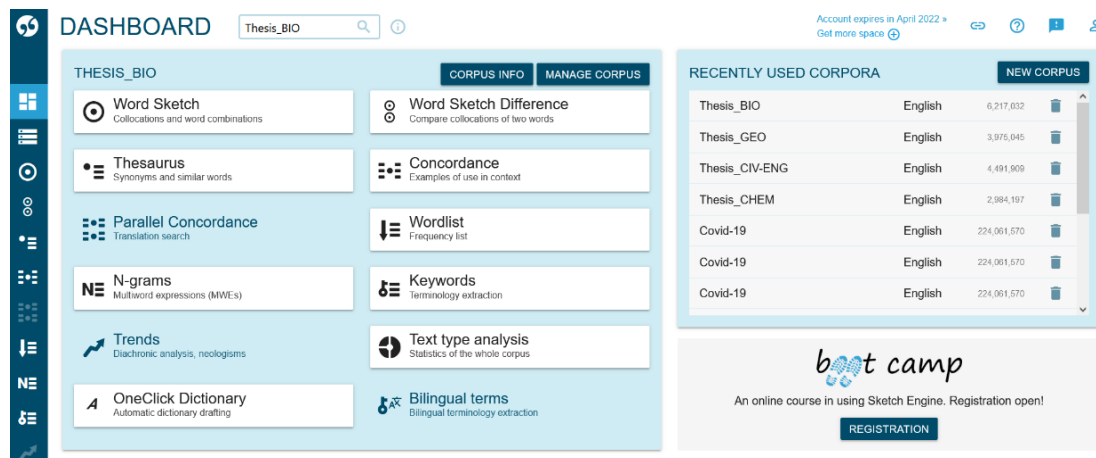 DASHBOARD
Thesis_BIO
Account expires in April 2022 »
Get more space
THESIS_BIO
CORPUS INFO
MANAGE CORPUS
Word Sketch
Collocations and word combinations
Word Sketch Difference
Compare collocations of two words
Thesaurus
Synonyms and similar words
Concordance
Examples of use in context
Parallel Concordance
Translation search
Wordlist
Frequency list
N-grams
Multiword expressions (MWEs)
Keywords
Terminology extraction
Trends
Diachronic analysis, neologisms
Text type analysis
Statistics of the whole corpus
OneClick Dictionary
Automatic dictionary drafting
Bilingual terms
Bilingual terminology extraction
RECENTLY USED CORPORA
NEW CORPUS
Thesis_BIO English 6,217,032
Thesis_GEO English 3,975,045
Thesis_CIV-ENG English 4,491,909
Thesis_CHEM English 2,984,197
Covid-19 English 224,061,570
Covid-19 English 224,061,570
Covid-19 English 224,061,570
boot camp
An online course in using Sketch Engine. Registration open!
REGISTRATION